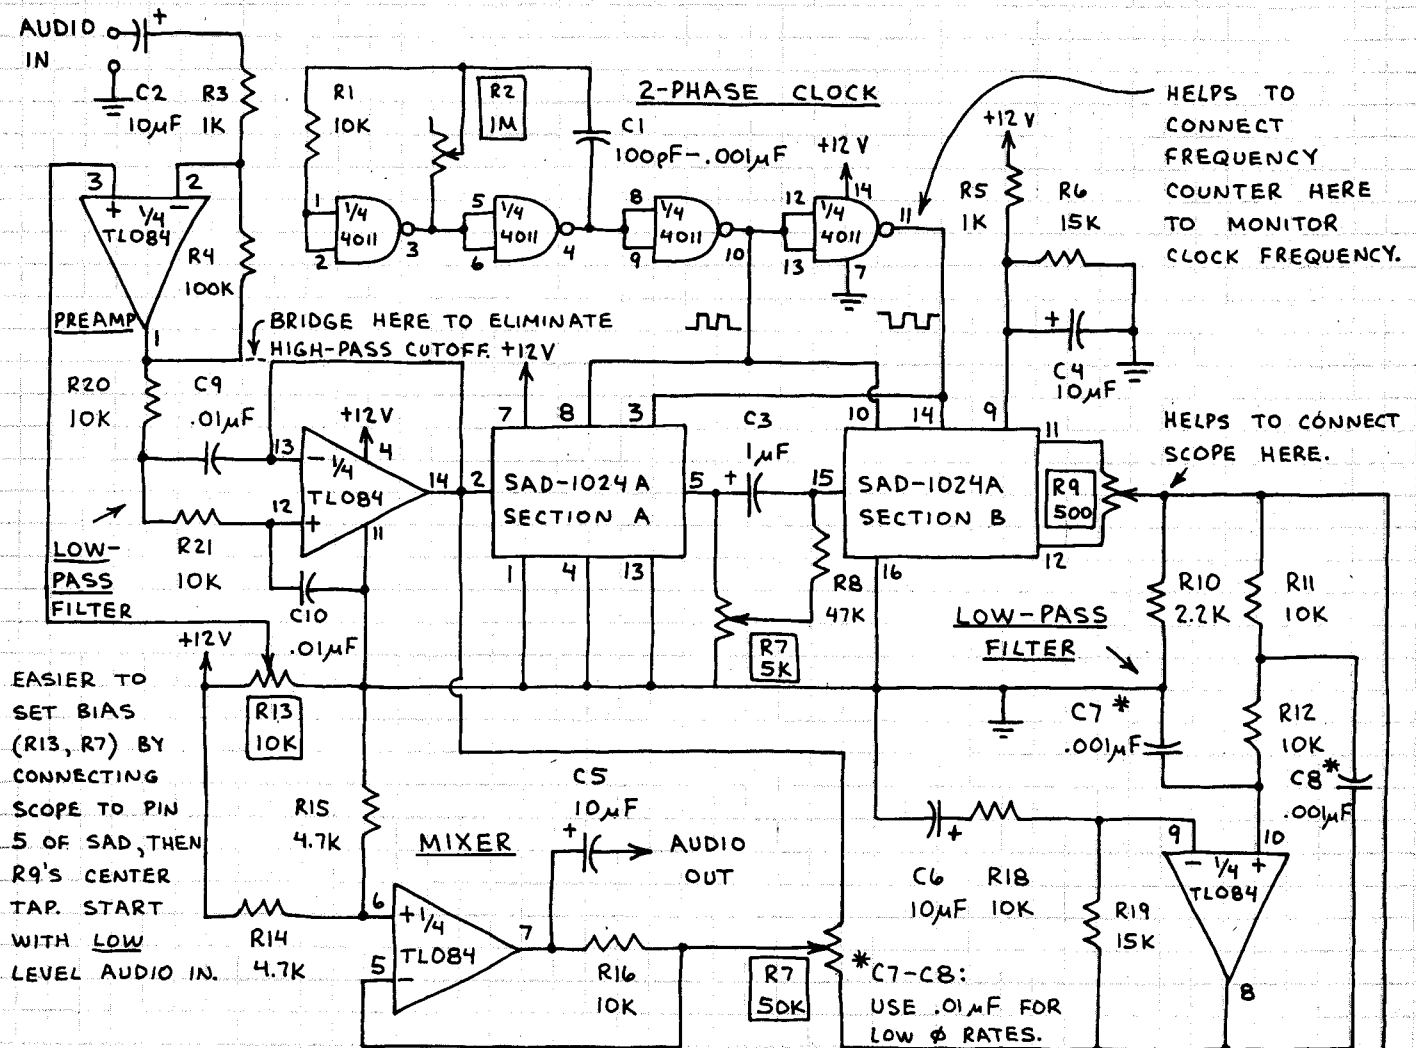 AUDIO
IN
C2
10µF
R3
1K
+
3
2
+
1/4
−
TL084
R4
100K
PREAMP
1
R1
10K
R2
1M
2-PHASE CLOCK
C1
100pF-.001µF
1
2
1/4
4011
3
5
6
1/4
4011
4
8
9
1/4
4011
10
12
13
1/4
4011
11
+12V
14
7
HELPS TO
CONNECT
FREQUENCY
COUNTER HERE
TO MONITOR
CLOCK FREQUENCY.
+12V
R5
1K
R6
15K
+
C4
10µF
BRIDGE HERE TO ELIMINATE
HIGH-PASS CUTOFF.
+12V
R20
10K
C9
.01µF
+12V
4
13
−
1/4
TL084
14
12
+
11
R21
10K
C10
.01µF
LOW-
PASS
FILTER
7
8
3
2
SAD-1024A
SECTION A
5
1
4
13
C3
1µF
+
15
10
14
9
11
SAD-1024A
SECTION B
12
16
R9
500
HELPS TO CONNECT
SCOPE HERE.
R8
47K
R7
5K
R10
2.2K
R11
10K
LOW-PASS
FILTER
+12V
R13
10K
EASIER TO
SET BIAS
(R13, R7) BY
CONNECTING
SCOPE TO PIN
5 OF SAD, THEN
R9'S CENTER
TAP. START
WITH LOW
LEVEL AUDIO IN.
R15
4.7K
R14
4.7K
MIXER
C5
10µF
+
AUDIO
OUT
6
+
1/4
TL084
7
5
−
R16
10K
R7
50K
C7 *
.001µF
R12
10K
C8*
.001µF
+
C6
10µF
R18
10K
R19
15K
9
10
−
1/4
+
TL084
8
*C7-C8:
USE .01µF FOR
LOW ϕ RATES.